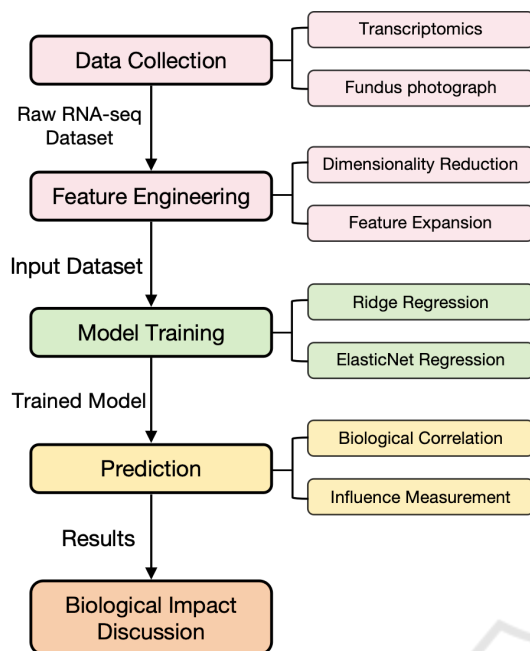 Data Collection
Transcriptomics
Fundus photograph
Raw RNA-seq
Dataset
Feature Engineering
Dimensionality Reduction
Feature Expansion
Input Dataset
Model Training
Ridge Regression
ElasticNet Regression
Trained Model
Prediction
Biological Correlation
Influence Measurement
Results
Biological Impact
Discussion